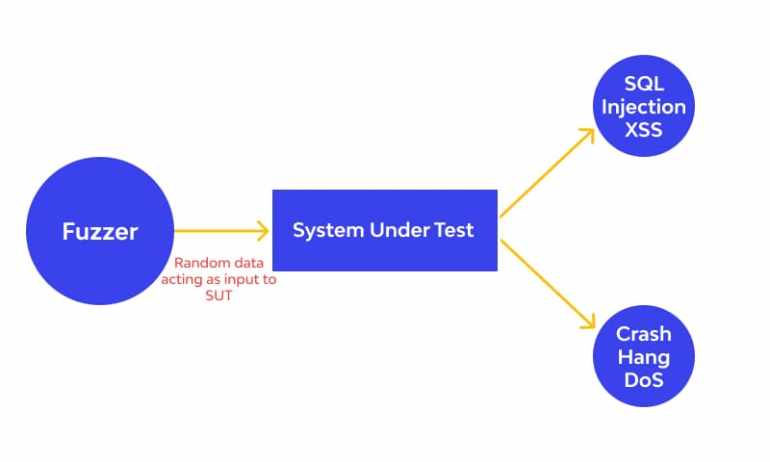 Fuzzer
Random data
acting as input to
SUT
System Under Test
SQL
Injection
XSS
Crash
Hang
DoS